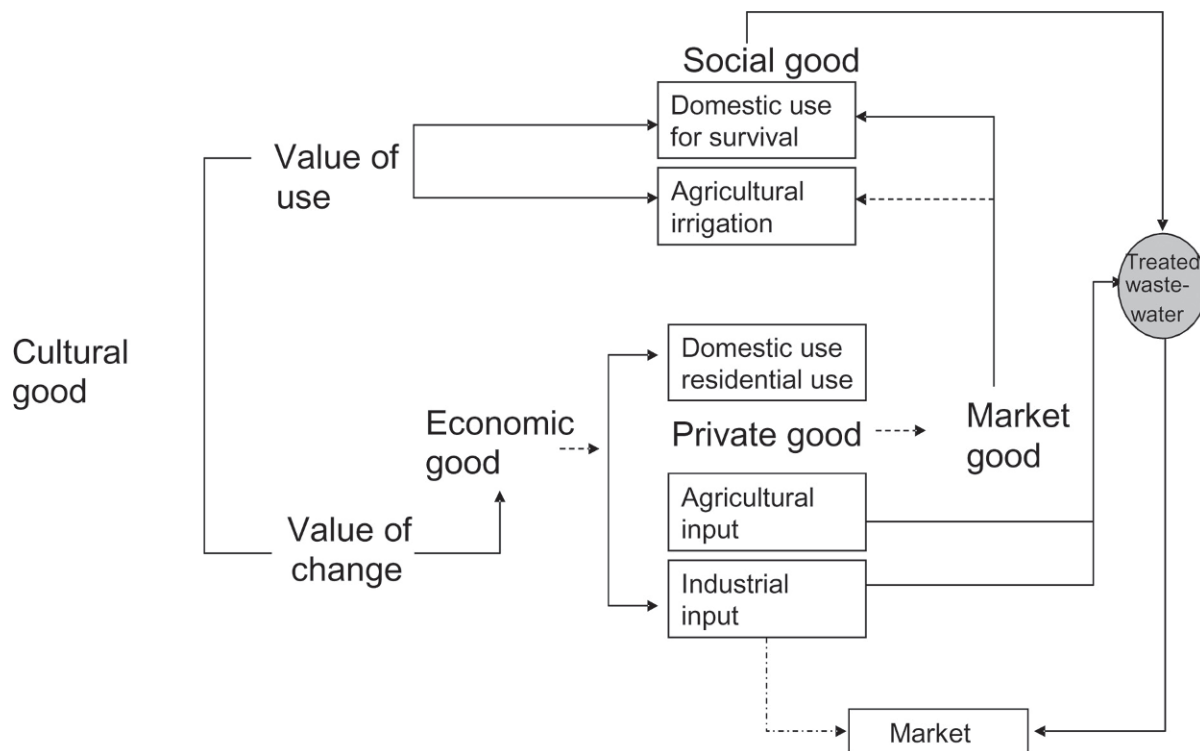 Social good
Domestic use
for survival
Value of
use
Agricultural
irrigation
Treated
waste-
water
Cultural
good
Domestic use
residential use
Economic
good
Private good
Market
good
Agricultural
input
Value of
change
Industrial
input
Market